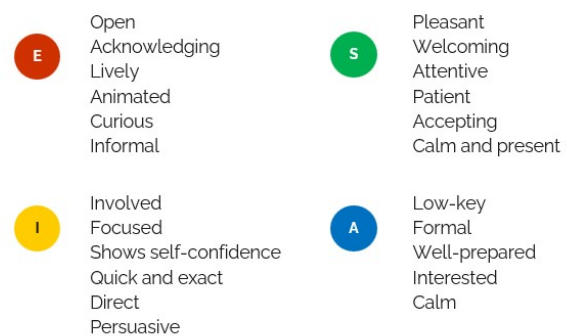 E
Open
Acknowledging
Lively
Animated
Curious
Informal
S
Pleasant
Welcoming
Attentive
Patient
Accepting
Calm and present
I
Involved
Focused
Shows self-confidence
Quick and exact
Direct
Persuasive
A
Low-key
Formal
Well-prepared
Interested
Calm